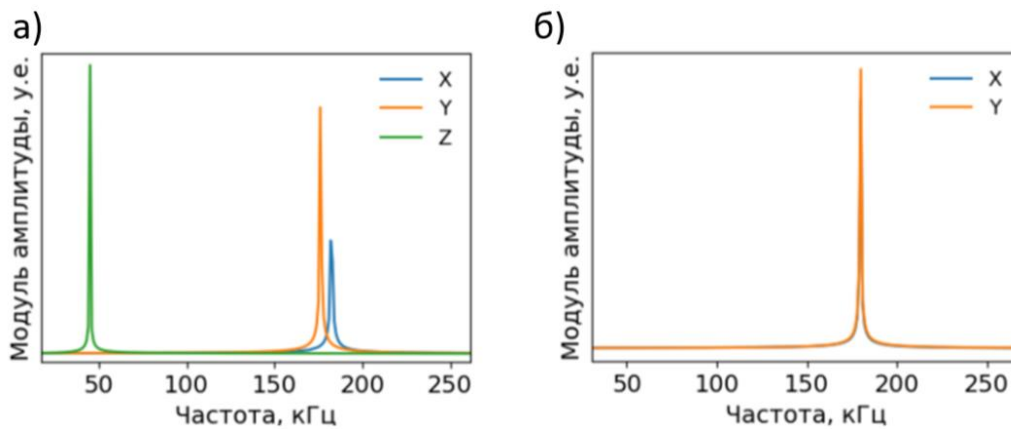 а)
Модуль амплитуды, у.е.
X
Y
Z
50 100 150 200 250
Частота, кГц
б)
Модуль амплитуды, у.е.
X
Y
50 100 150 200 250
Частота, кГц